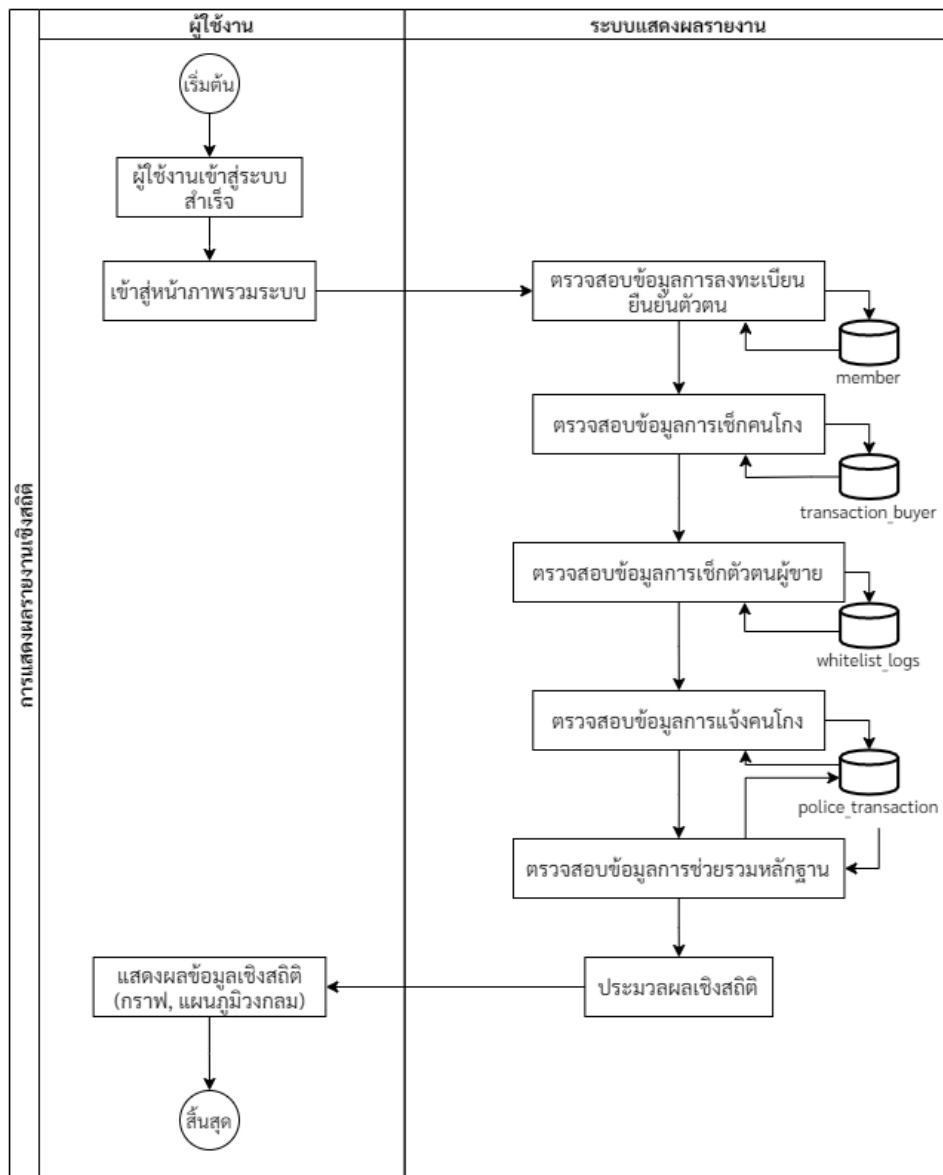 ผู้ใช้งาน
ระบบแสดงผลรายงาน
การแสดงผลรายงานเชิงสถิติ
เริ่มต้น
ผู้ใช้งานเข้าสู่ระบบ
สำเร็จ
เข้าสู่หน้าภาพรวมระบบ
ตรวจสอบข้อมูลการลงทะเบียน
ยืนยันตัวตน
member
ตรวจสอบข้อมูลการเช็กคนโกง
transaction_buyer
ตรวจสอบข้อมูลการเช็กตัวตนผู้ขาย
whitelist_logs
ตรวจสอบข้อมูลการแจ้งคนโกง
police_transaction
ตรวจสอบข้อมูลการช่วยรวมหลักฐาน
ประมวลผลเชิงสถิติ
แสดงผลข้อมูลเชิงสถิติ
(กราฟ, แผนภูมิวงกลม)
สิ้นสุด